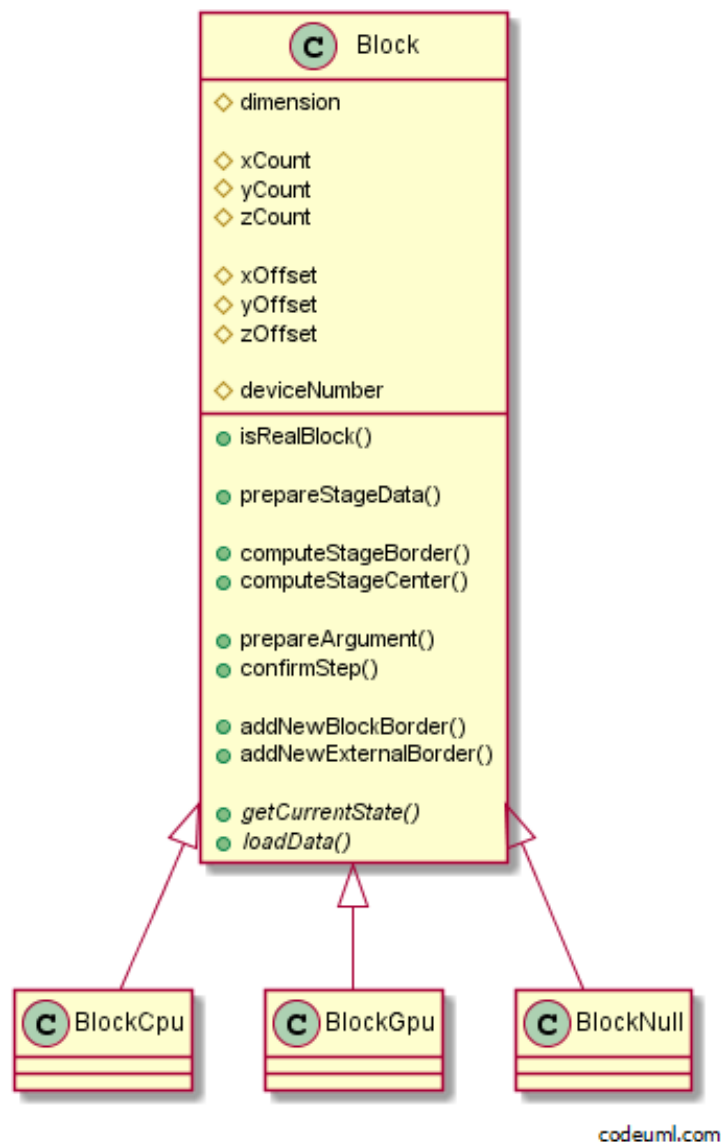 C Block
dimension
xCount
yCount
zCount
xOffset
yOffset
zOffset
deviceNumber
isRealBlock()
prepareStageData()
computeStageBorder()
computeStageCenter()
prepareArgument()
confirmStep()
addNewBlockBorder()
addNewExternalBorder()
getCurrentState()
loadData()
C BlockCpu
C BlockGpu
C BlockNull
codeuml.com